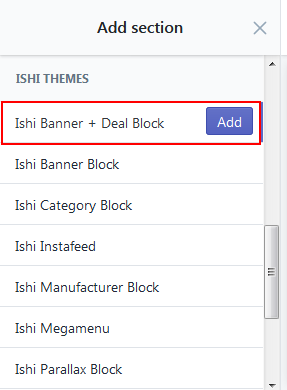 Add section
ISHI THEMES
Ishi Banner + Deal Block Add
Ishi Banner Block
Ishi Category Block
Ishi Instafeed
Ishi Manufacturer Block
Ishi Megamenu
Ishi Parallax Block